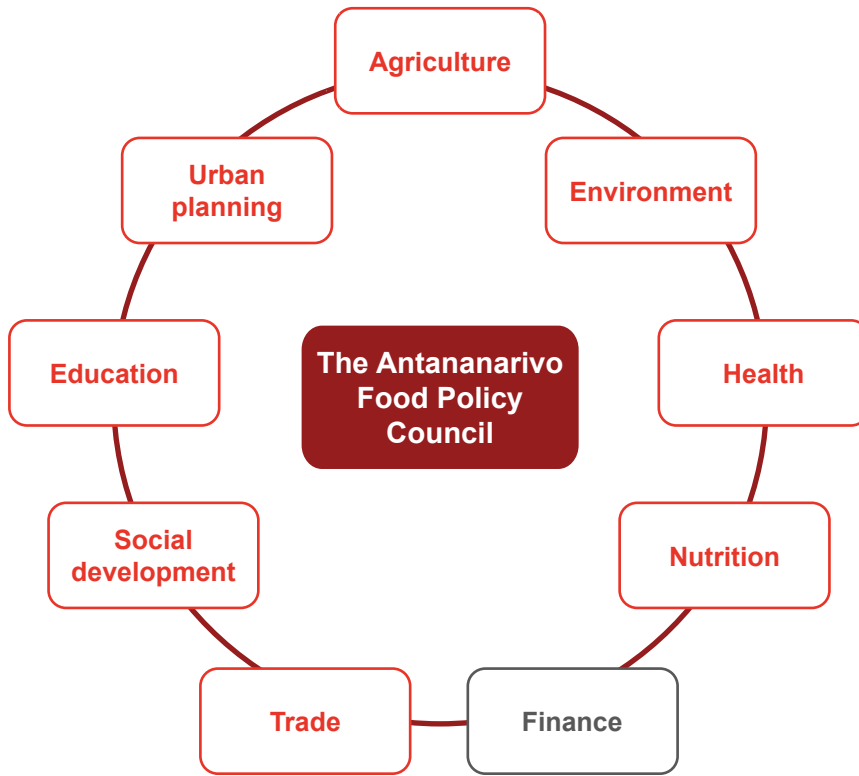 Agriculture
Urban
planning
Environment
Education
The Antananarivo
Food Policy
Council
Health
Social
development
Nutrition
Trade
Finance